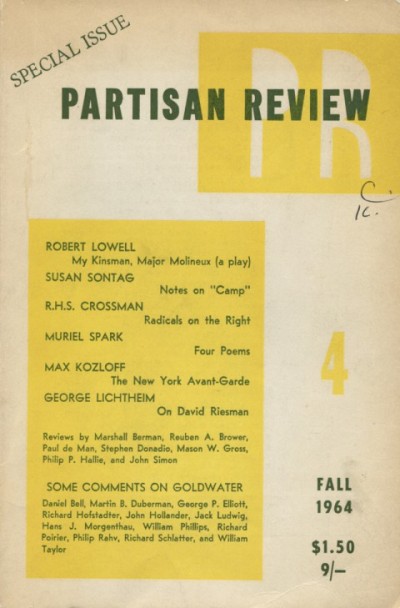 SPECIAL ISSUE
PR
PARTISAN REVIEW
C
K.
ROBERT LOWELL
My Kinsman, Major Molineux (a play)
SUSAN SONTAG
Notes on "Camp"
R.H.S. CROSSMAN
Radicals on the Right
MURIEL SPARK
Four Poems
MAX KOZLOFF
The New York Avant-Garde
GEORGE LICHTHEIM
On David Riesman
Reviews by Marshall Berman, Reuben A. Brower,
Paul de Man, Stephen Donadio, Mason W. Gross,
Philip P. Hallie, and John Simon
SOME COMMENTS ON GOLDWATER
Daniel Bell, Martin B. Duberman, George P. Elliott,
Richard Hofstadter, John Hollander, Jack Ludwig,
Hans J. Morgenthau, William Phillips, Richard
Poirier, Philip Rahv, Richard Schlatter, and William
Taylor
4
FALL
1964
$1.50
9/—